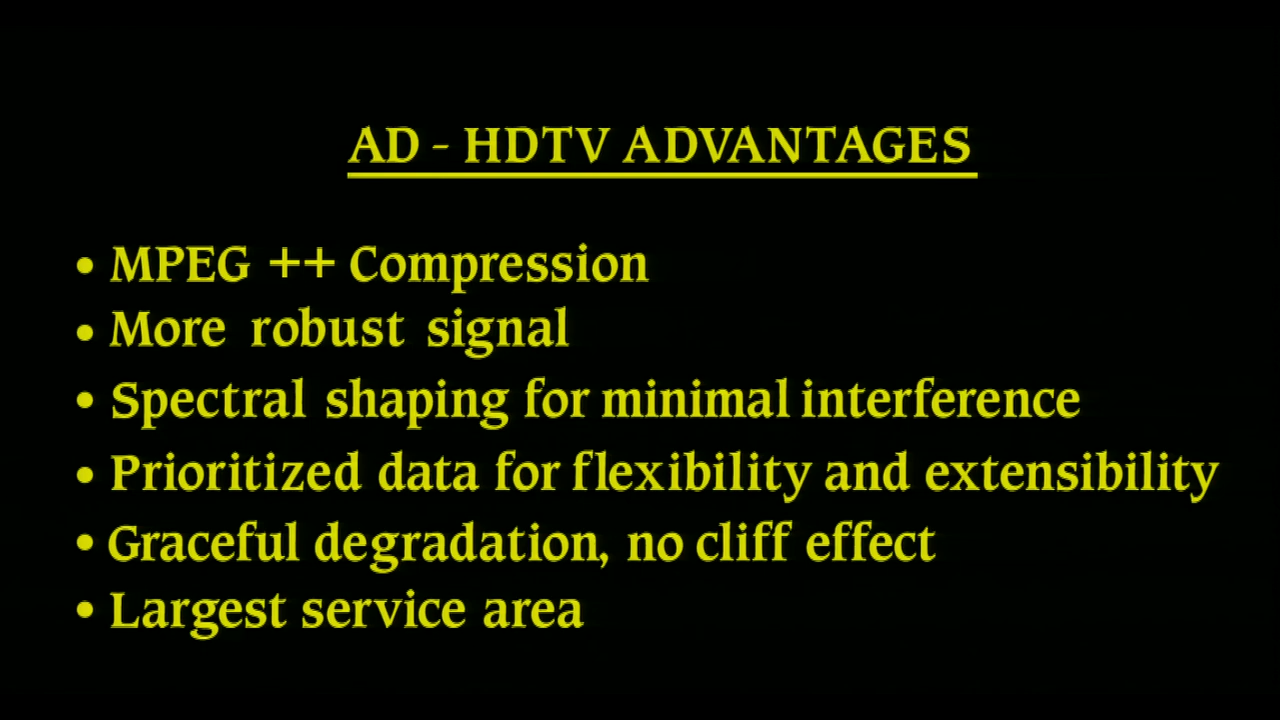 AD - HDTV ADVANTAGES
• MPEG ++ Compression
• More robust signal
• Spectral shaping for minimal interference
• Prioritized data for flexibility and extensibility
• Graceful degradation, no cliff effect
• Largest service area